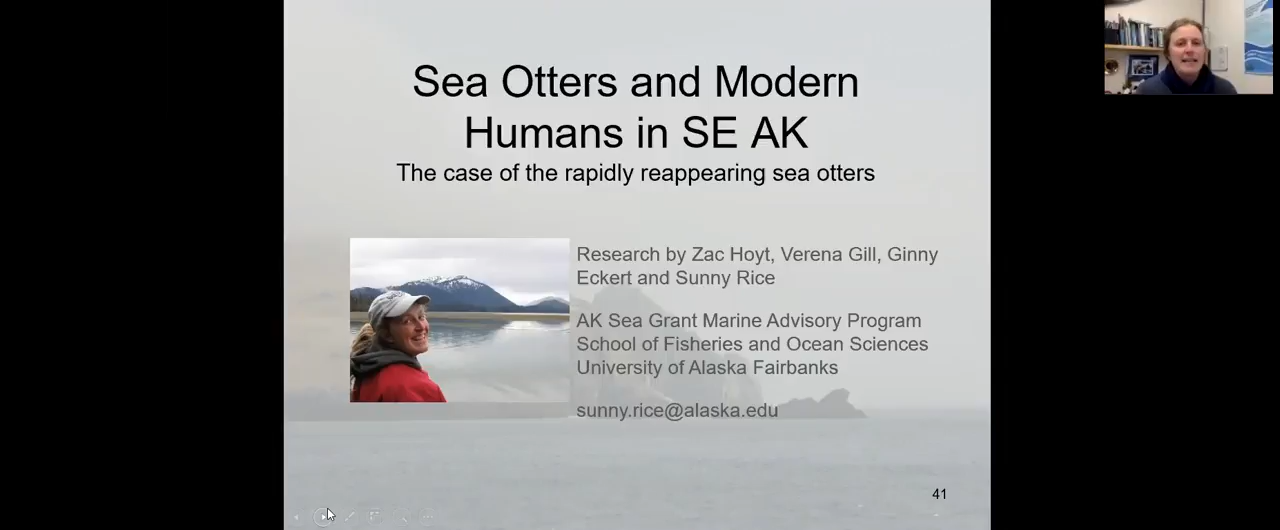 Sea Otters and Modern
Humans in SE AK
The case of the rapidly reappearing sea otters
Research by Zac Hoyt, Verena Gill, Ginny
Eckert and Sunny Rice
AK Sea Grant Marine Advisory Program
School of Fisheries and Ocean Sciences
University of Alaska Fairbanks
sunny.rice@alaska.edu
41